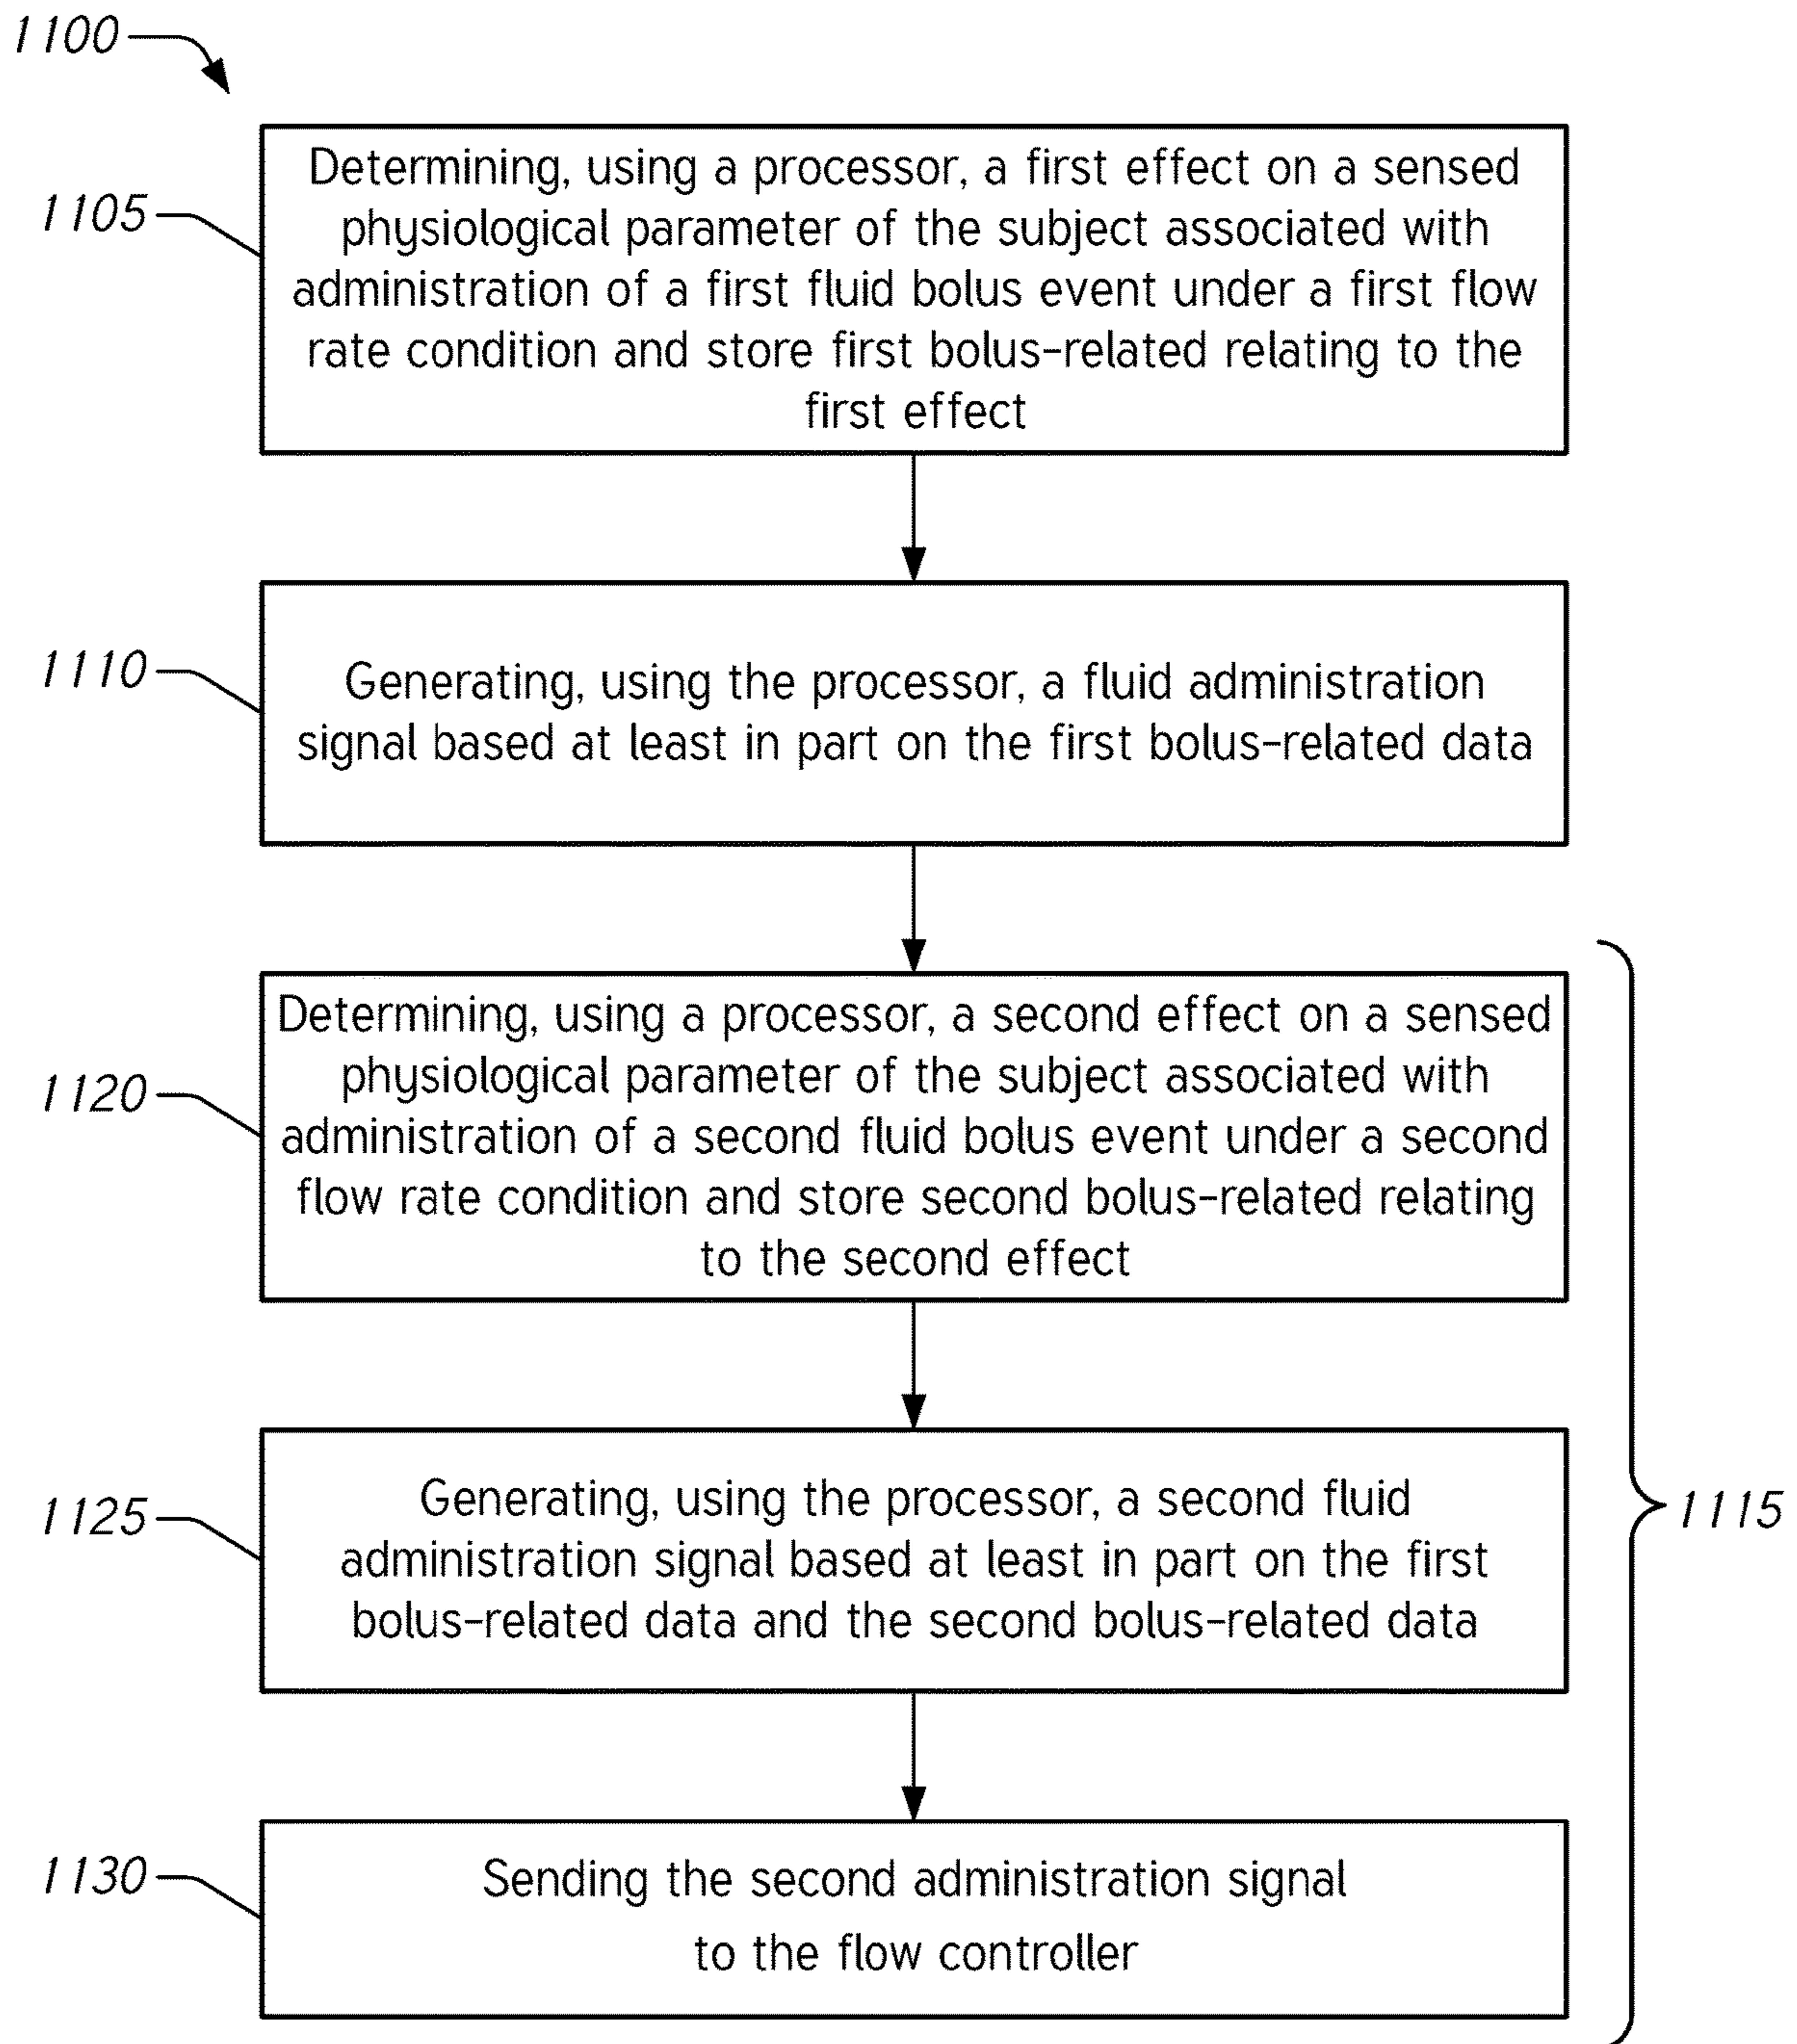 1100
1105
Determining, using a processor, a first effect on a sensed
physiological parameter of the subject associated with
administration of a first fluid bolus event under a first flow
rate condition and store first bolus-related relating to the
first effect
1110
Generating, using the processor, a fluid administration
signal based at least in part on the first bolus-related data
1120
Determining, using a processor, a second effect on a sensed
physiological parameter of the subject associated with
administration of a second fluid bolus event under a second
flow rate condition and store second bolus-related relating
to the second effect
1125
Generating, using the processor, a second fluid
administration signal based at least in part on the first
bolus-related data and the second bolus-related data
1115
1130
Sending the second administration signal
to the flow controller